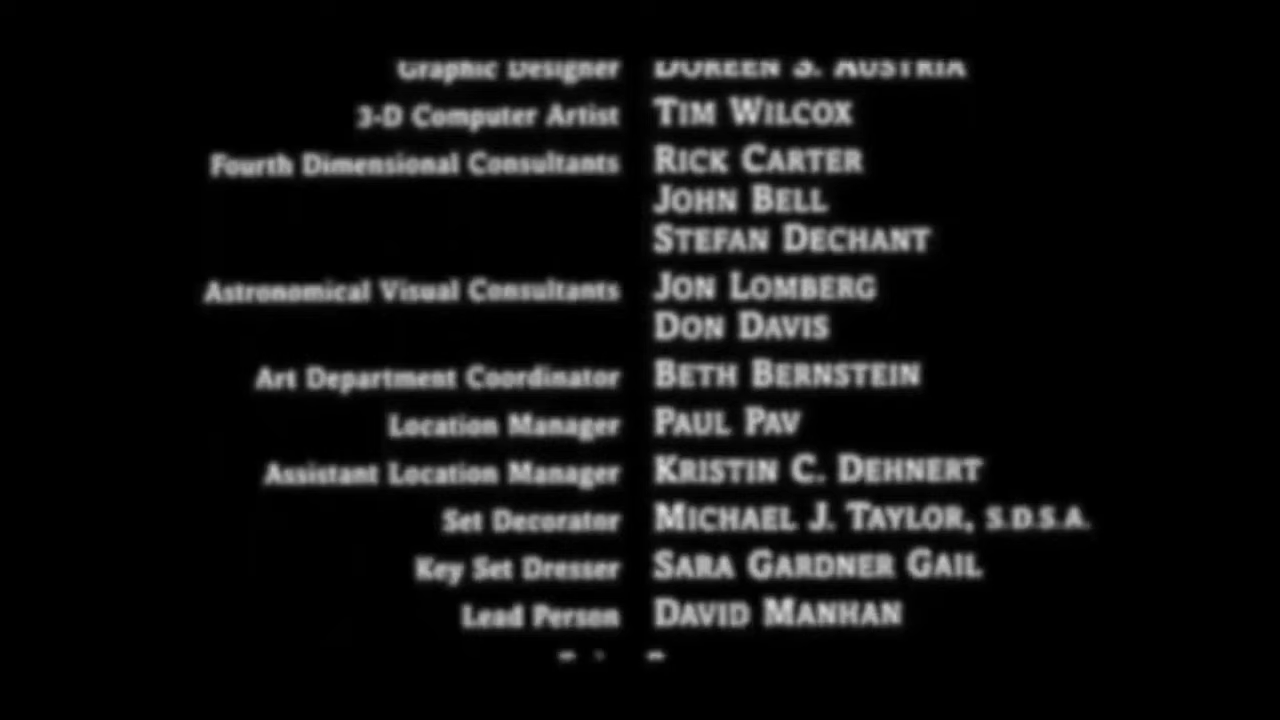 Graphic Designer DOREEN S. AUSTRIA
3-D Computer Artist TIM WILCOX
Fourth Dimensional Consultants RICK CARTER
JOHN BELL
STEFAN DECHANT
Astronomical Visual Consultants JON LOMBERG
DON DAVIS
Art Department Coordinator BETH BERNSTEIN
Location Manager PAUL PAV
Assistant Location Manager KRISTIN C. DEHNERT
Set Decorator MICHAEL J. TAYLOR, S.D.S.A.
Key Set Dresser SARA GARDNER GAIL
Lead Person DAVID MANHAN